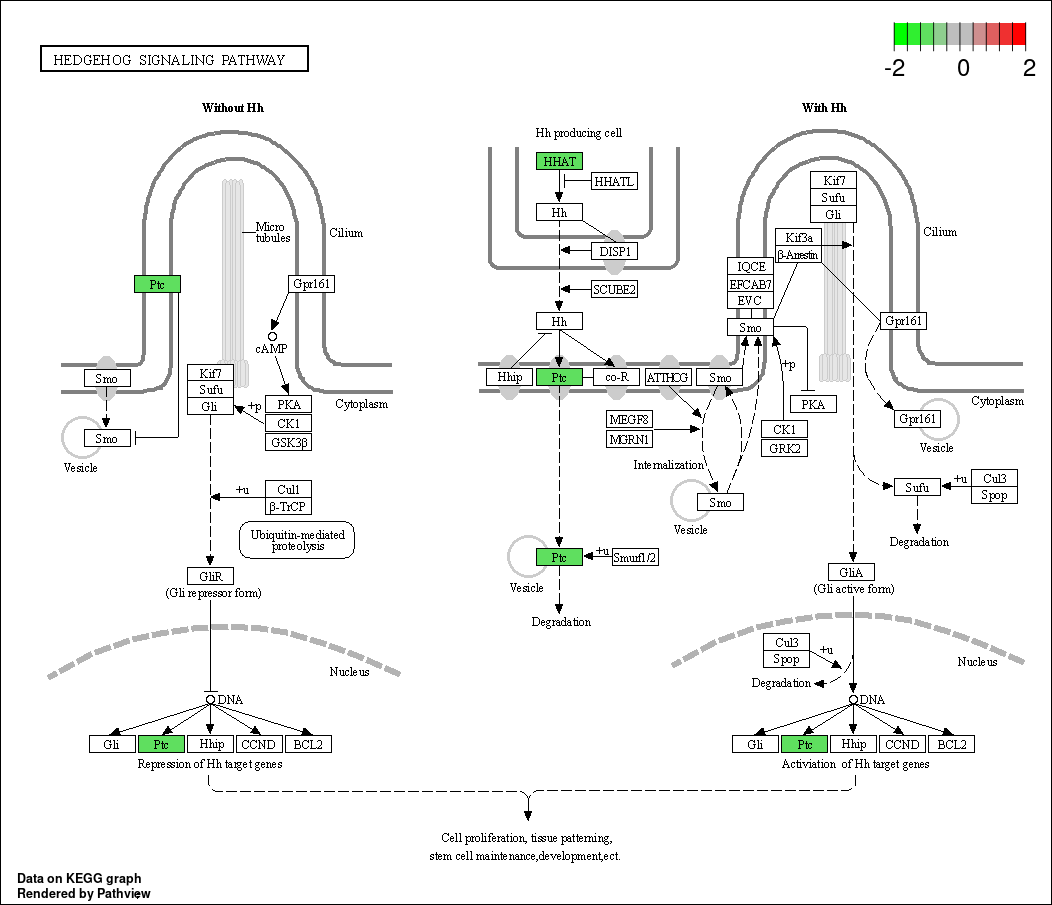 HEDGEHOG SIGNALING PATHWAY
-2 0 2
Without Hh
With Hh
Hh producing cell
HHAT
HHATL
Hh
DISP1
SCUBE2
Hh
Micro
tubules
Cilium
Ptc
Gpr161
cAMP
Smo
Kif7
Sufu
Gli
+p
PKA
CK1
GSK3β
Cytoplasm
Smo
Vesicle
+u
Cul1
β-TrCP
Ubiquitin-mediated
proteolysis
GliR
(Gli repressor form)
Nucleus
DNA
Gli
Ptc
Hhip
CCND
BCL2
Repression of Hh target genes
Kif7
Sufu
Gli
Kif3a
β-Arrestin
Cilium
IQCE
EFCAB7
EVC
Smo
Gpr161
Hhip
Ptc
co-R
ATTHOG
Smo
+p
PKA
Cytoplasm
MEGF8
MGRN1
CK1
GRK2
Gpr161
Vesicle
Internalization
Smo
Vesicle
Sufu
+u
Cul3
Spop
Degradation
Ptc
+u
Smurf1/2
Vesicle
Degradation
GliA
(Gli active form)
Cul3
Spop
+u
Degradation
Nucleus
DNA
Gli
Ptc
Hhip
CCND
BCL2
Activiation of Hh target genes
Cell proliferation, tissue patterning,
stem cell maintenance,development,ect.
Data on KEGG graph
Rendered by Pathview